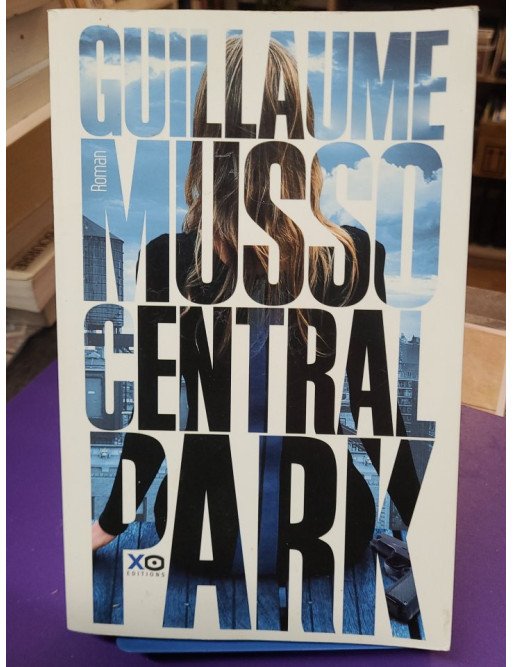 GUILLAUME
MUSSO
Roman
CENTRAL
PARK
XO
EDITIONS